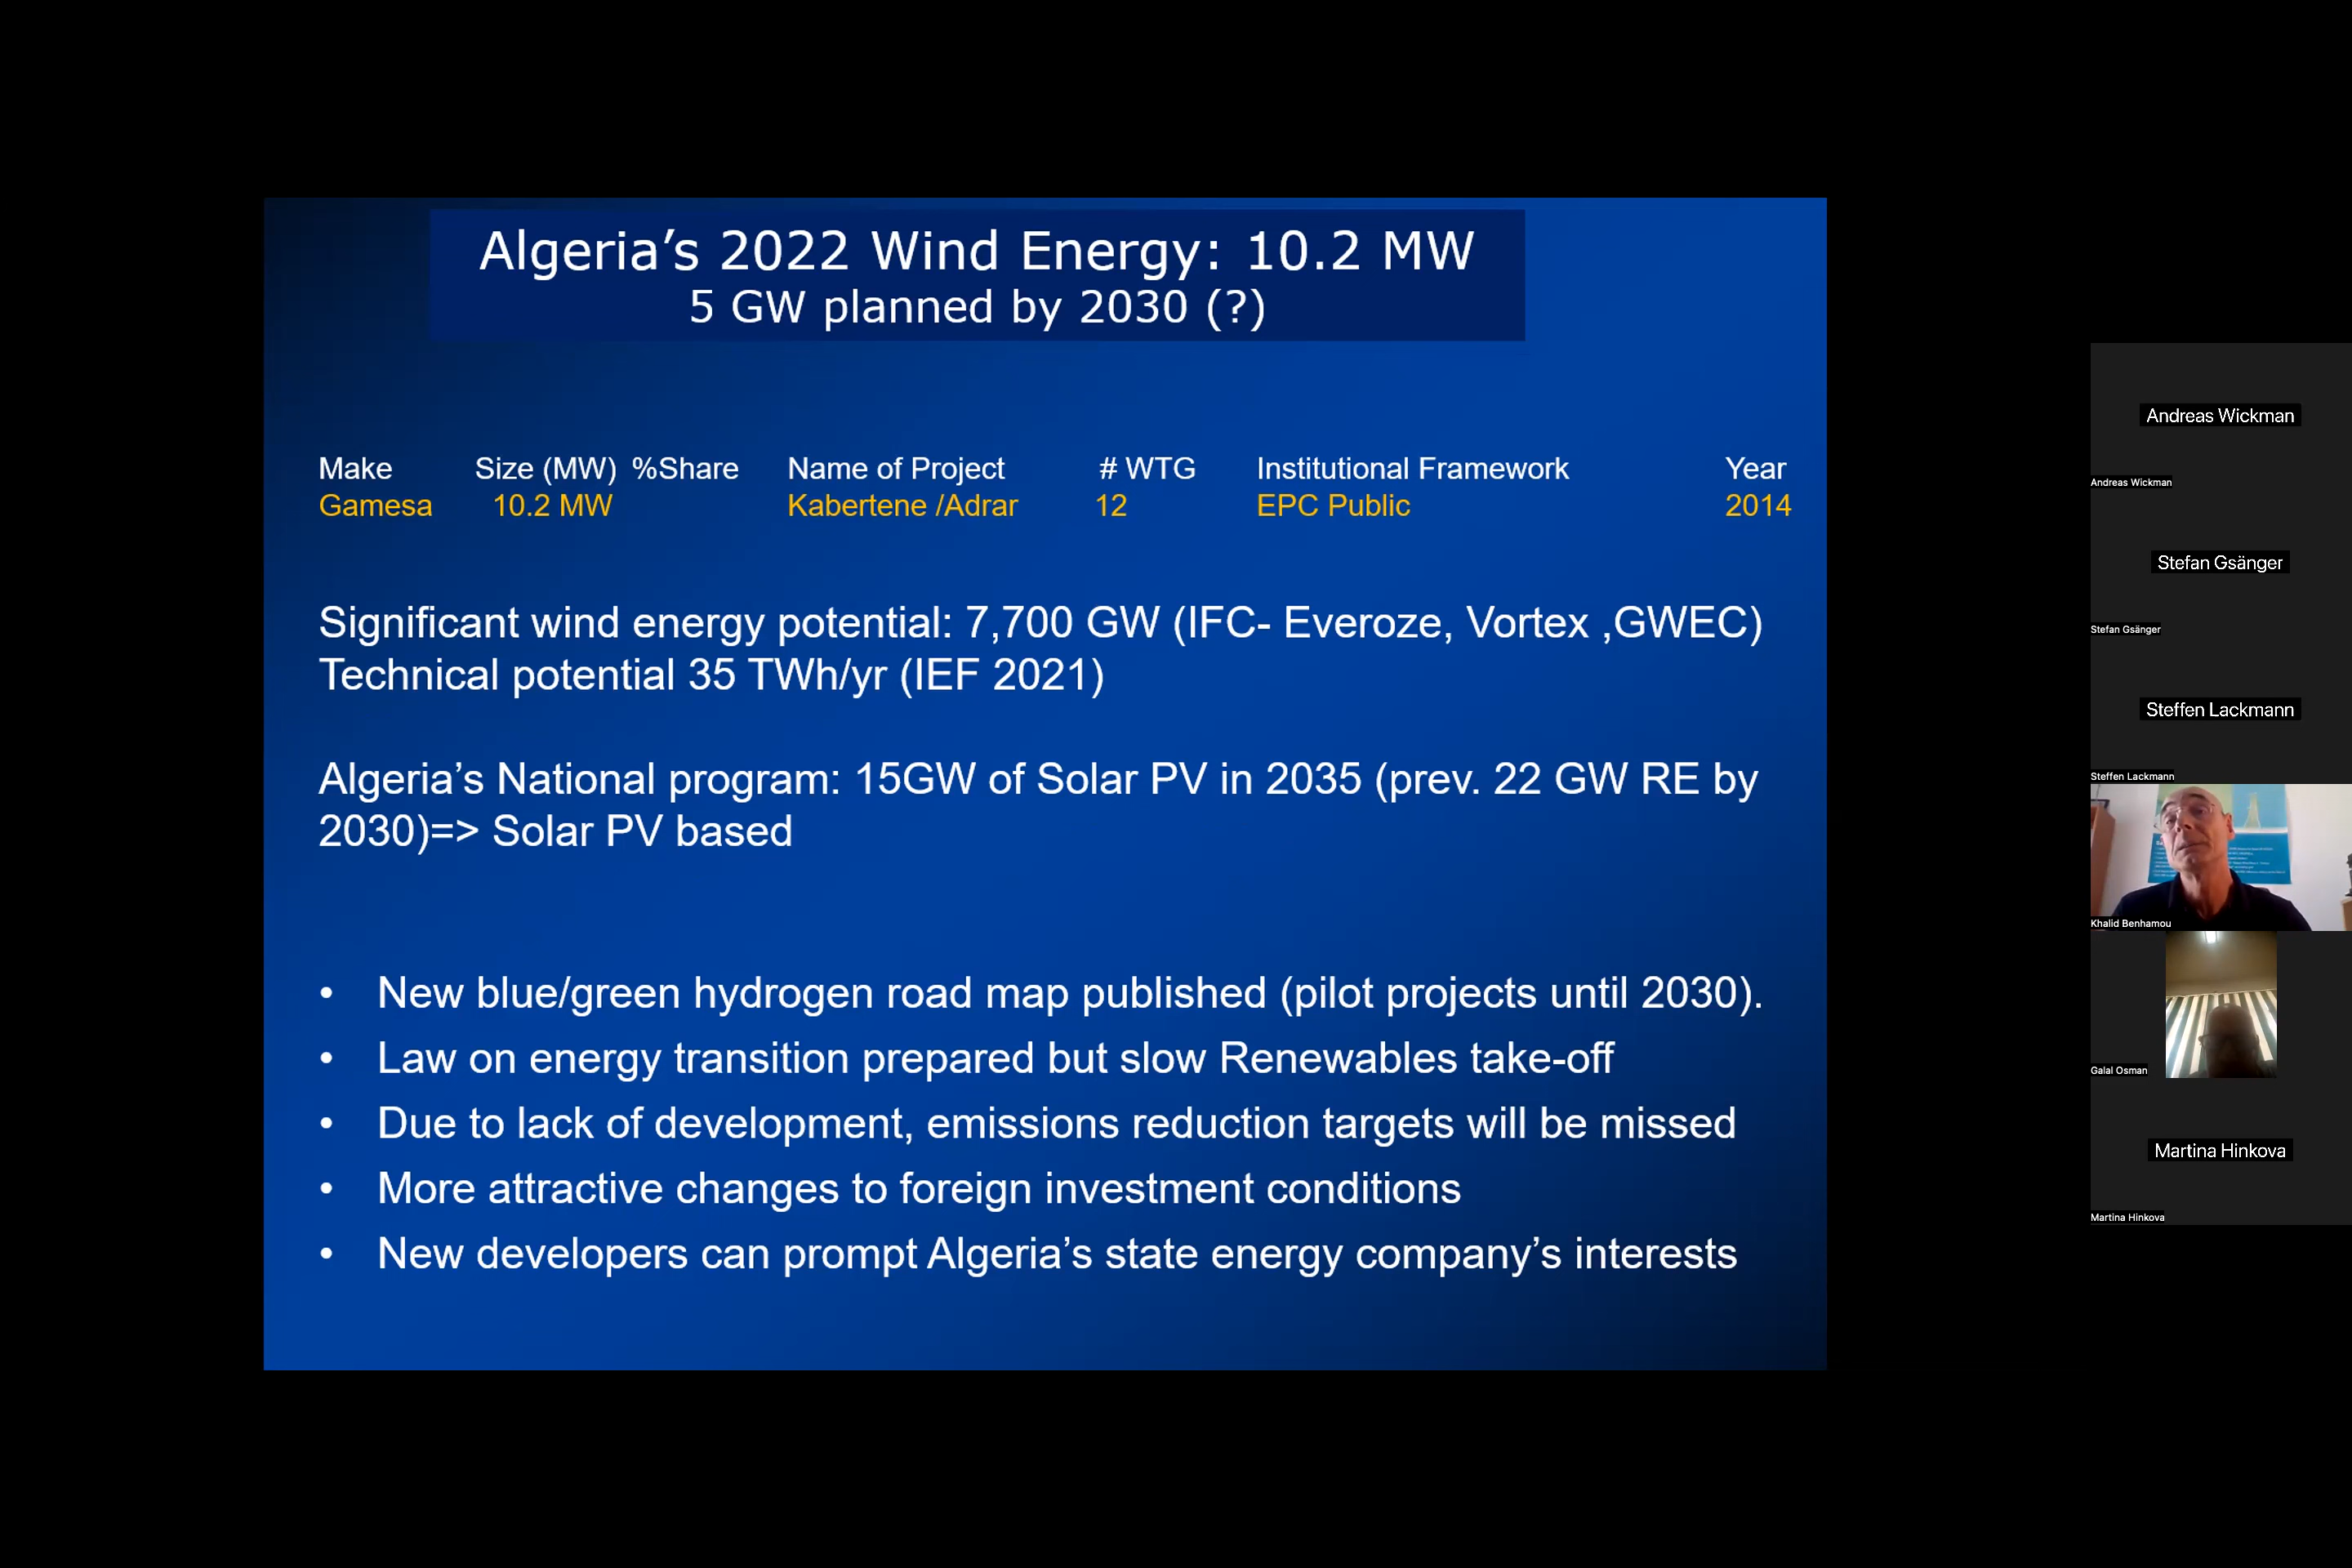 Algeria’s 2022 Wind Energy: 10.2 MW
5 GW planned by 2030 (?)
Make Size (MW) %Share Name of Project # WTG Institutional Framework Year
Gamesa 10.2 MW Kabertene /Adrar 12 EPC Public 2014
Significant wind energy potential: 7,700 GW (IFC- Everoze, Vortex ,GWEC)
Technical potential 35 TWh/yr (IEF 2021)
Algeria’s National program: 15GW of Solar PV in 2035 (prev. 22 GW RE by
2030)=> Solar PV based
• New blue/green hydrogen road map published (pilot projects until 2030).
• Law on energy transition prepared but slow Renewables take-off
• Due to lack of development, emissions reduction targets will be missed
• More attractive changes to foreign investment conditions
• New developers can prompt Algeria’s state energy company’s interests
Andreas Wickman
Andreas Wickman
Stefan Gsänger
Stefan Gsänger
Steffen Lackmann
Steffen Lackmann
Khalid Benhamou
Galal Osman
Martina Hinkova
Martina Hinkova